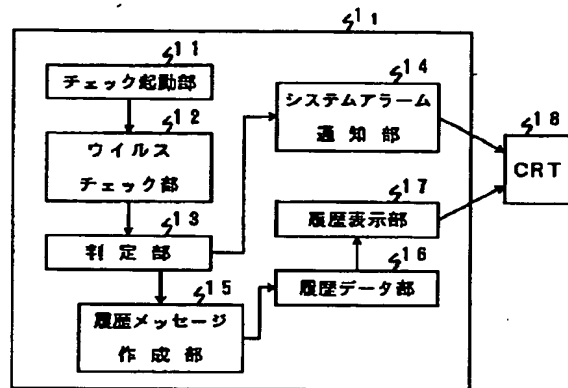 11
11
チェック起動部
12
ウイルス
チェック部
13
判定部
14
システムアラーム
通知部
15
履歴メッセージ
作成部
16
履歴データ部
17
履歴表示部
18
CRT